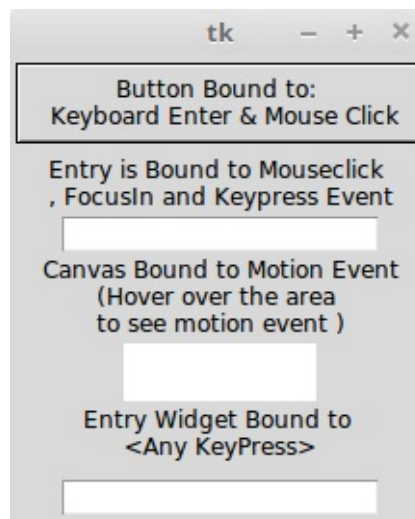 tk
Button Bound to:
Keyboard Enter & Mouse Click
Entry is Bound to Mouseclick
, FocusIn and Keypress Event
Canvas Bound to Motion Event
(Hover over the area
to see motion event )
Entry Widget Bound to
<Any KeyPress>